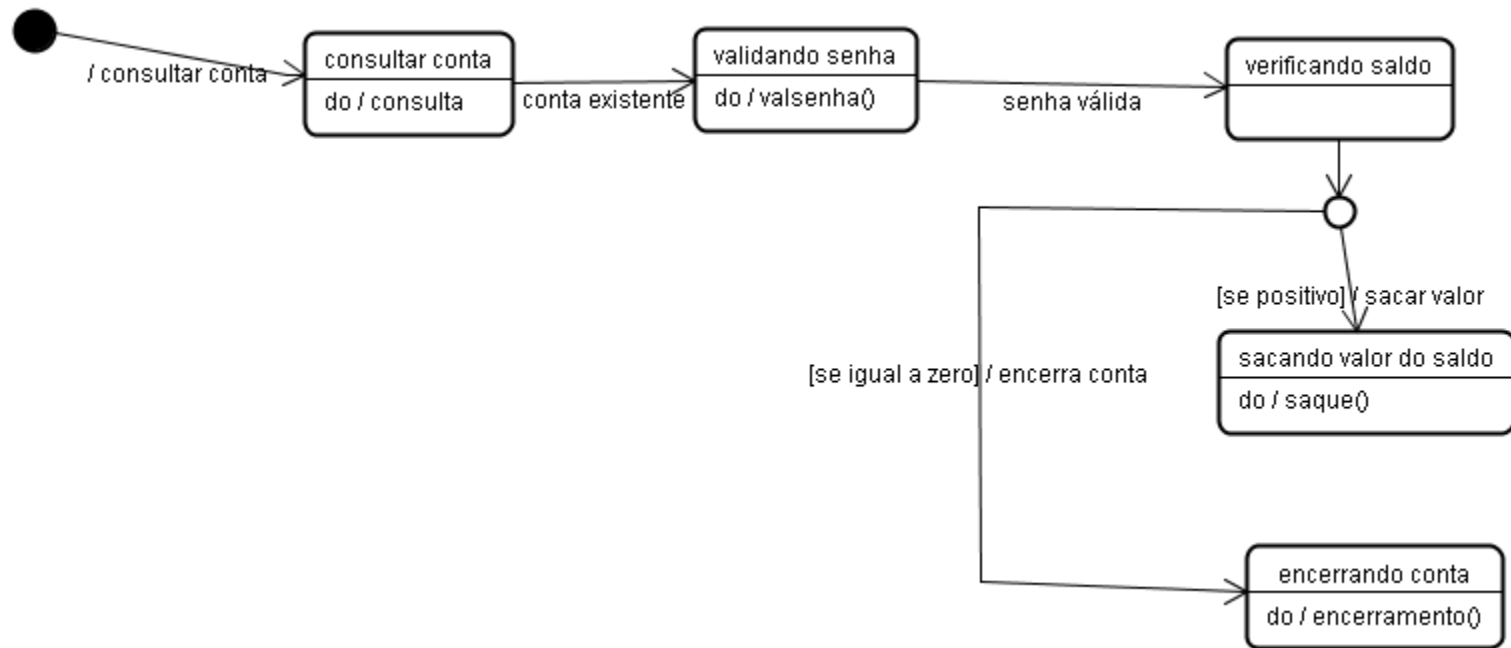 / consultar conta
consultar conta
do / consulta
conta existente
validando senha
do / valsenha()
senha válida
verificando saldo
[se positivo] / sacar valor
sacando valor do saldo
do / saque()
[se igual a zero] / encerra conta
encerrando conta
do / encerramento()